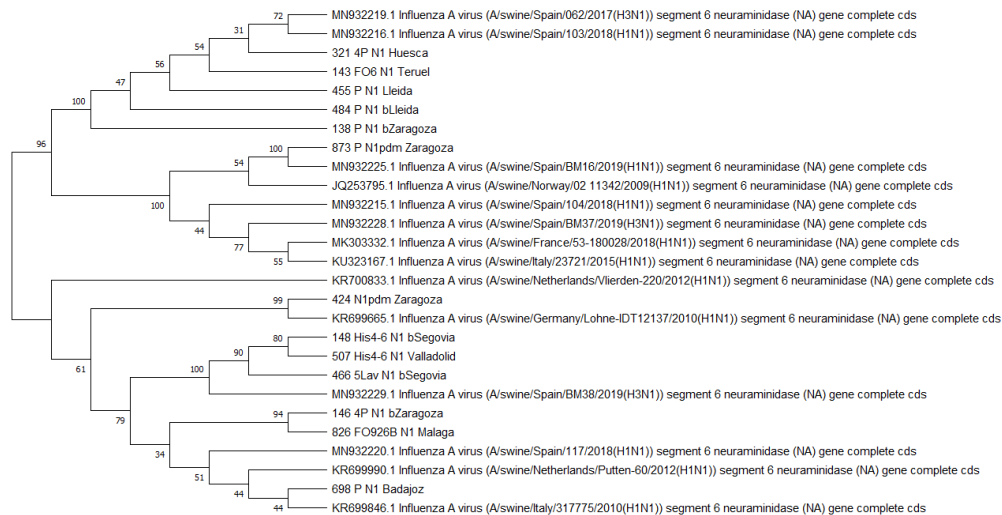 MN932219.1 Influenza A virus (A/swine/Spain/062/2017(H3N1)) segment 6 neuraminidase (NA) gene complete cds
72
MN932216.1 Influenza A virus (A/swine/Spain/103/2018(H1N1)) segment 6 neuraminidase (NA) gene complete cds
31
321 4P N1 Huesca
54
143 FO6 N1 Teruel
56
455 P N1 Lleida
47
484 P N1 bLleida
100
138 P N1 bZaragoza
96
873 P N1pdm Zaragoza
100
MN932225.1 Influenza A virus (A/swine/Spain/BM16/2019(H1N1)) segment 6 neuraminidase (NA) gene complete cds
54
JQ253795.1 Influenza A virus (A/swine/Norway/02 11342/2009(H1N1)) segment 6 neuraminidase (NA) gene complete cds
100
MN932215.1 Influenza A virus (A/swine/Spain/104/2018(H1N1)) segment 6 neuraminidase (NA) gene complete cds
44
MN932228.1 Influenza A virus (A/swine/Spain/BM37/2019(H3N1)) segment 6 neuraminidase (NA) gene complete cds
77
MK303332.1 Influenza A virus (A/swine/France/53-180028/2018(H1N1)) segment 6 neuraminidase (NA) gene complete cds
55
KU323167.1 Influenza A virus (A/swine/Italy/23721/2015(H1N1)) segment 6 neuraminidase (NA) gene complete cds
KR700833.1 Influenza A virus (A/swine/Netherlands/Vlierden-220/2012(H1N1)) segment 6 neuraminidase (NA) gene complete cds
424 N1pdm Zaragoza
99
KR699665.1 Influenza A virus (A/swine/Germany/Lohne-IDT12137/2010(H1N1)) segment 6 neuraminidase (NA) gene complete cds
61
148 His4-6 N1 bSegovia
80
507 His4-6 N1 Valladolid
90
466 5Lav N1 bSegovia
100
MN932229.1 Influenza A virus (A/swine/Spain/BM38/2019(H3N1)) segment 6 neuraminidase (NA) gene complete cds
79
146 4P N1 bZaragoza
94
826 FO926B N1 Malaga
34
MN932220.1 Influenza A virus (A/swine/Spain/117/2018(H1N1)) segment 6 neuraminidase (NA) gene complete cds
51
KR699990.1 Influenza A virus (A/swine/Netherlands/Putten-60/2012(H1N1)) segment 6 neuraminidase (NA) gene complete cds
44
698 P N1 Badajoz
44
KR699846.1 Influenza A virus (A/swine/Italy/317775/2010(H1N1)) segment 6 neuraminidase (NA) gene complete cds